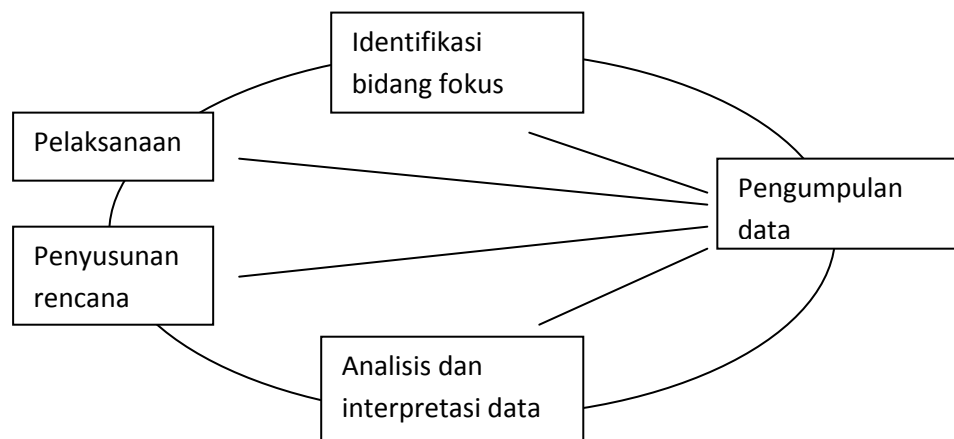 Identifikasi
bidang fokus
Pelaksanaan
Pengumpulan
data
Penyusunan
rencana
Analisis dan
interpretasi data